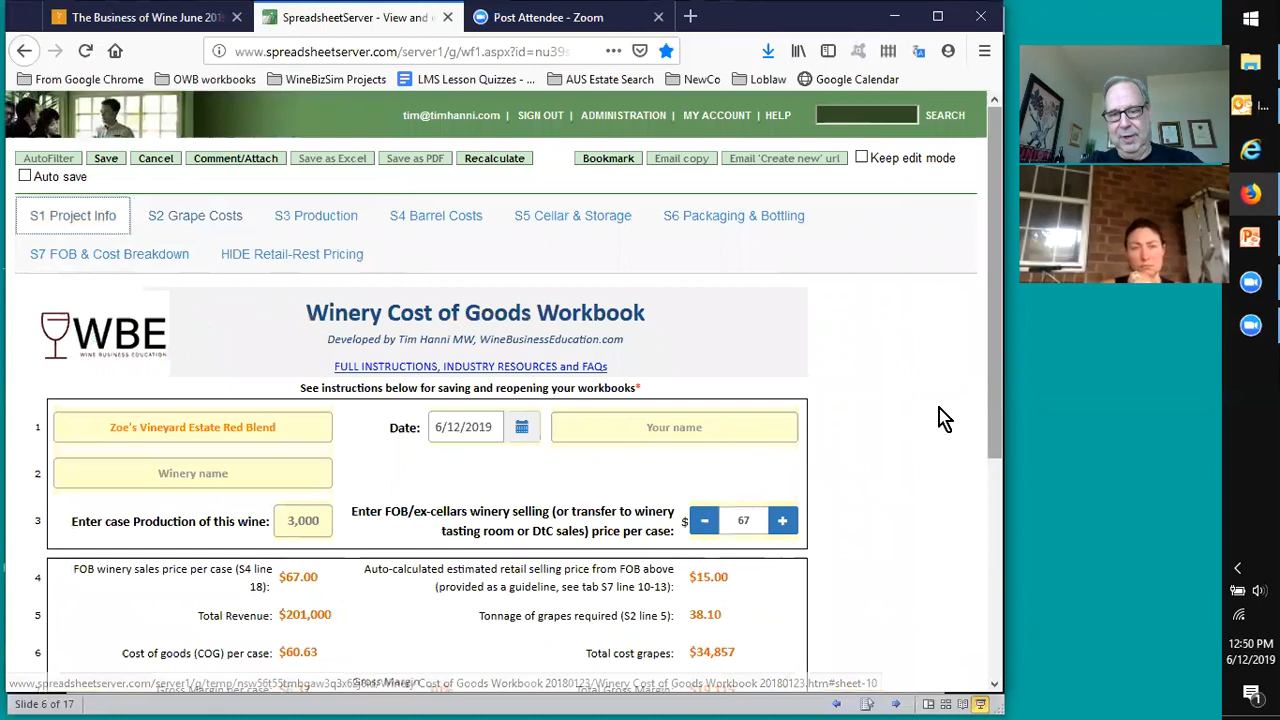 The Business of Wine June 201
SpreadsheetServer - View and
Post Attendee - Zoom
www.spreadsheetserver.com/server1/g/wf1.aspx?id=nu39s
From Google Chrome
OWB workbooks
WineBizSim Projects
LMS Lesson Quizzes - ...
AUS Estate Search
NewCo
Loblaw
Google Calendar
tim@timhanni.com | SIGN OUT | ADMINISTRATION | MY ACCOUNT | HELP
SEARCH
AutoFilter
Save
Cancel
Comment/Attach
Save as Excel
Save as PDF
Recalculate
Bookmark
Email copy
Email 'Create new' url
Keep edit mode
Auto save
S1 Project Info
S2 Grape Costs
S3 Production
S4 Barrel Costs
S5 Cellar & Storage
S6 Packaging & Bottling
S7 FOB & Cost Breakdown
HIDE Retail-Rest Pricing
WBE
WINE BUSINESS EDUCATION
Winery Cost of Goods Workbook
Developed by Tim Hanni MW, WineBusinessEducation.com
FULL INSTRUCTIONS, INDUSTRY RESOURCES and FAQs
See instructions below for saving and reopening your workbooks*
1
Zoe's Vineyard Estate Red Blend
Date:
6/12/2019
Your name
2
Winery name
3
Enter case Production of this wine:
3,000
Enter FOB/ex-cellars winery selling (or transfer to winery
tasting room or DtC sales) price per case:
$
-
67
+
4
FOB winery sales price per case (S4 line
18):
$67.00
Auto-calculated estimated retail selling price from FOB above
(provided as a guideline, see tab S7 line 10-13):
$15.00
5
Total Revenue:
$201,000
Tonnage of grapes required (S2 line 5):
38.10
6
Cost of goods (COG) per case:
$60.63
Total cost grapes:
$34,857
Slide 6 of 17
12:50 PM
6/12/2019